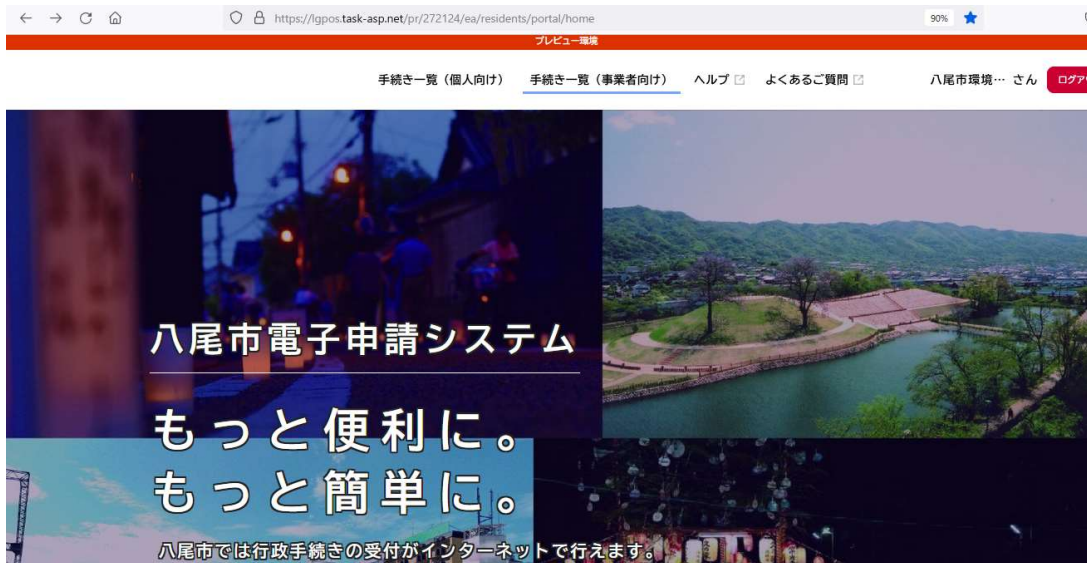 https://lgpos.task-asp.net/pr/272124/ea/residents/portal/home
90%
プレビュー環境
手続き一覧（個人向け）
手続き一覧（事業者向け）
ヘルプ
よくあるご質問
八尾市環境… さん
ログア
八尾市電子申請システム
もっと便利に。
もっと簡単に。
八尾市では行政手続きの受付がインターネットで行えます。